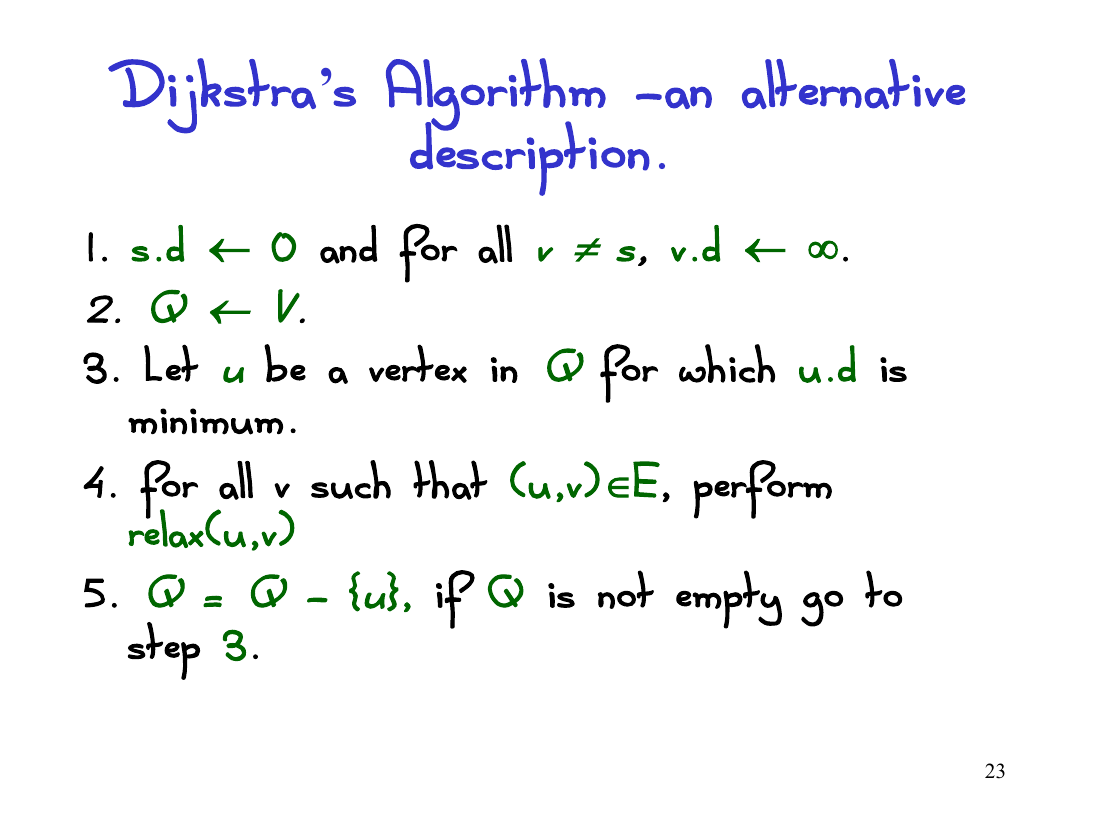 Dijkstra’s Algorithm –an alternative
description.
1. s.d ← 0 and for all v ≠ s, v.d ← ∞.
2. Q ← V.
3. Let u be a vertex in Q for which u.d is
minimum.
4. for all v such that (u,v)∈E, perform
relax(u,v)
5. Q = Q – {u}, if Q is not empty go to
step 3.
23